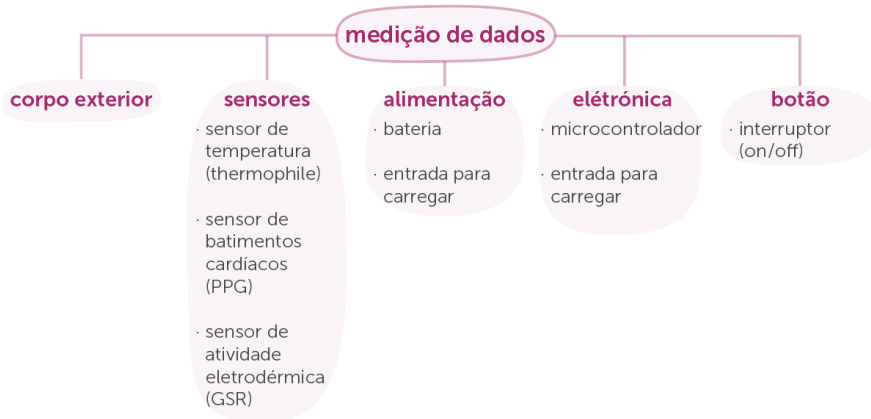 medição de dados
corpo exterior
sensores
· sensor de
temperatura
(thermophile)
· sensor de
batimentos
cardíacos
(PPG)
· sensor de
atividade
eletrodérmica
(GSR)
alimentação
· bateria
· entrada para
carregar
elétrónica
· microcontrolador
· entrada para
carregar
botão
· interruptor
(on/off)